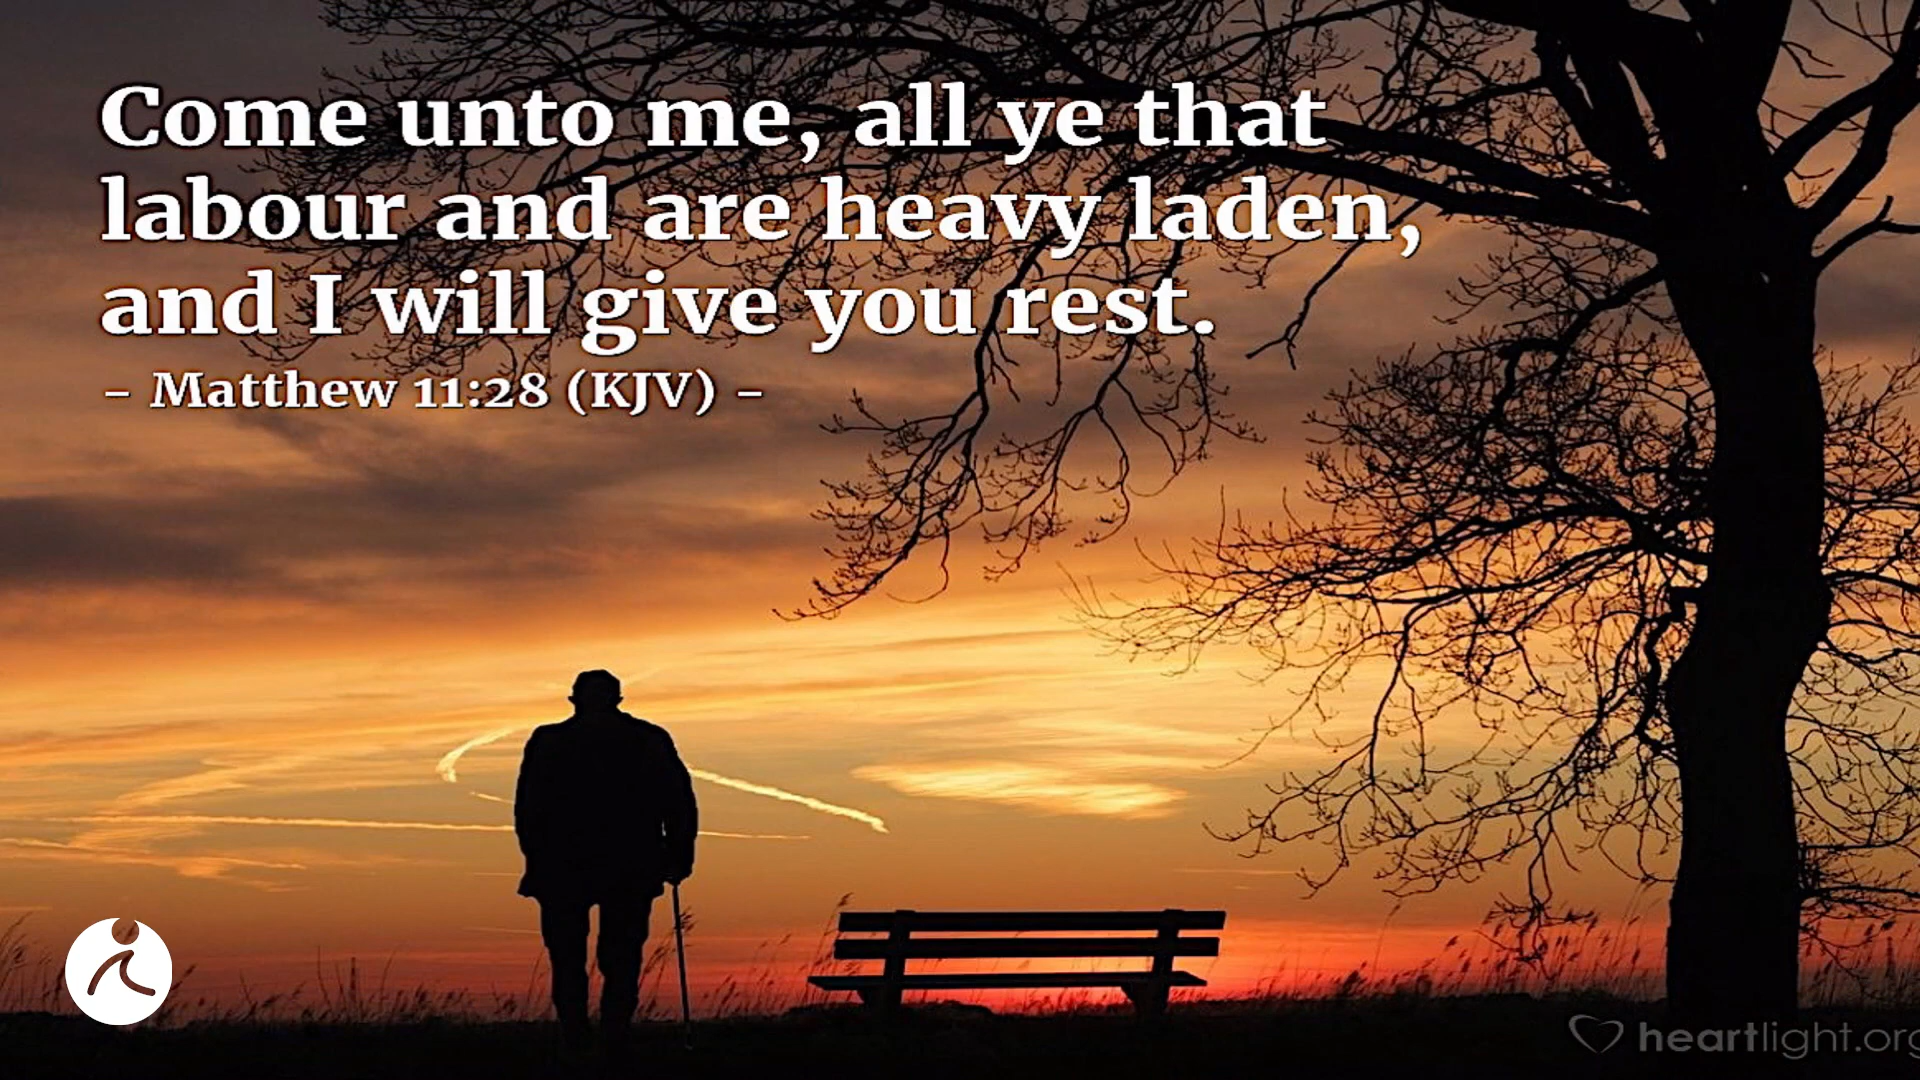 Come unto me, all ye that
labour and are heavy laden,
and I will give you rest.
– Matthew 11:28 (KJV) –
heartlight.org